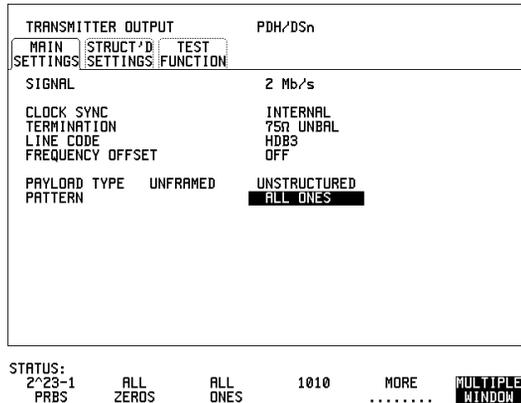 TRANSMITTER OUTPUT PDH/DSn
MAIN SETTINGS STRUCT'D SETTINGS TEST FUNCTION
SIGNAL 2 Mb/s
CLOCK SYNC INTERNAL
TERMINATION 75Ω UNBAL
LINE CODE HDB3
FREQUENCY OFFSET OFF
PAYLOAD TYPE UNFRAMED UNSTRUCTURED
PATTERN ALL ONES
STATUS:
2^23-1 ALL ALL 1010 MORE MULTIPLE
PRBS ZEROS ONES ........ WINDOW